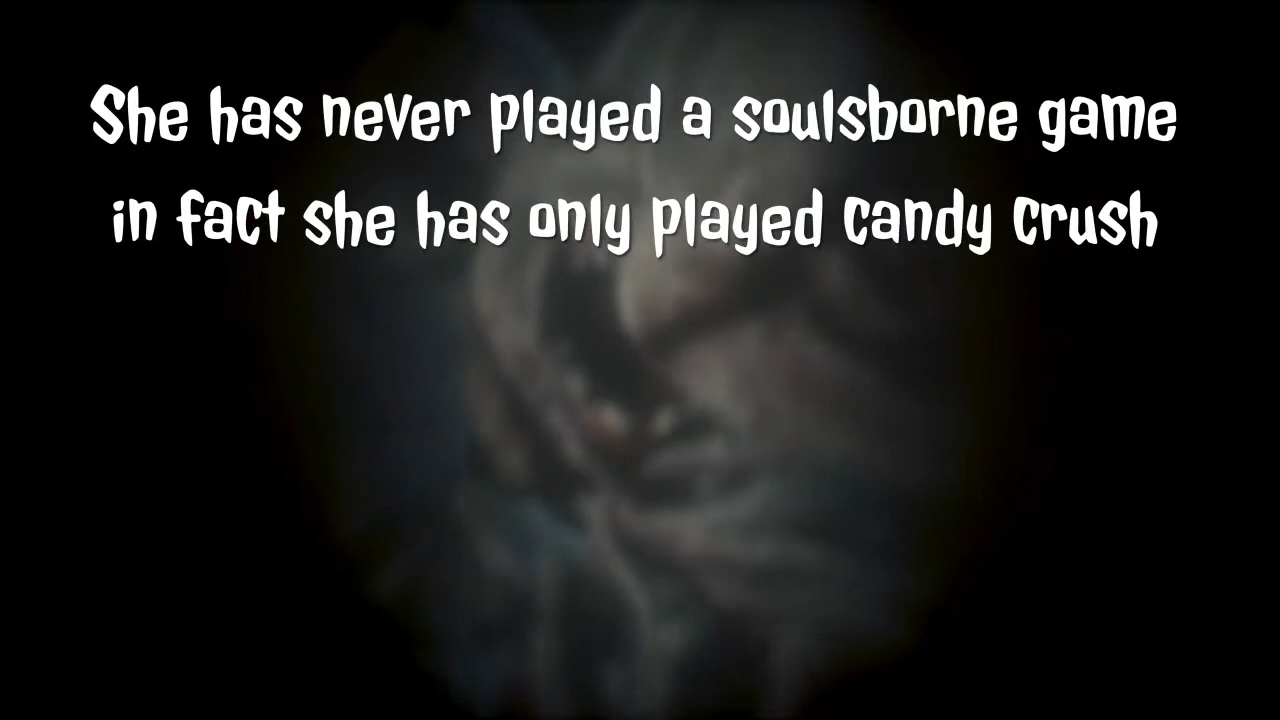 She has never played a soulsborne game
in fact she has only played candy crush